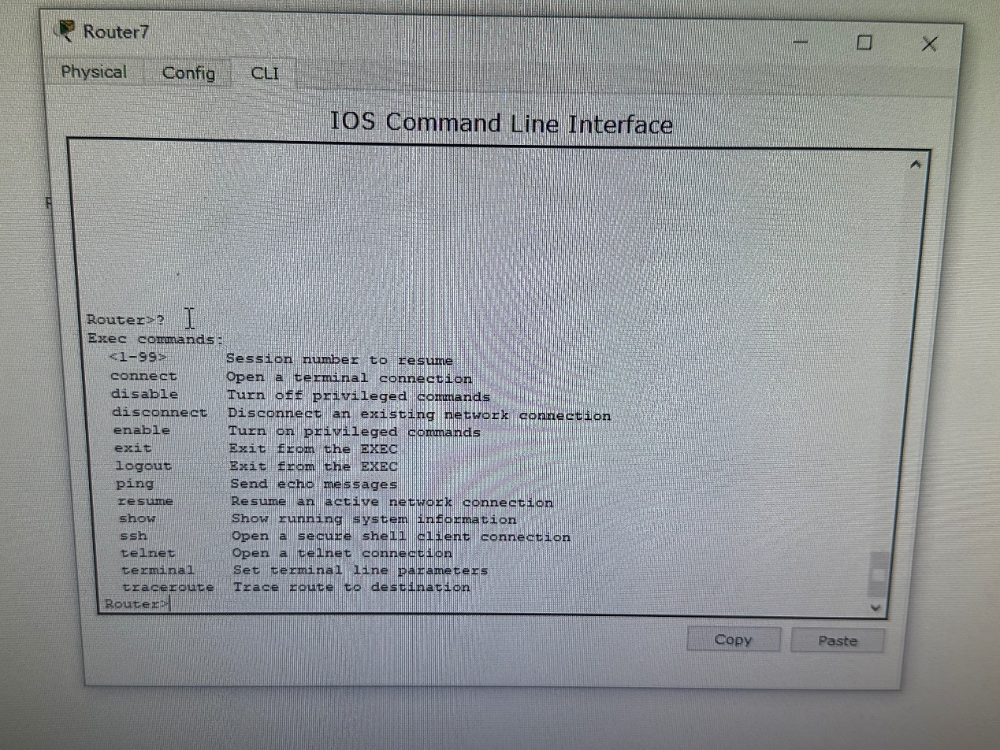 Router7
Physical Config CLI
IOS Command Line Interface
Router>?
Exec commands:
<1-99> Session number to resume
connect Open a terminal connection
disable Turn off privileged commands
disconnect Disconnect an existing network connection
enable Turn on privileged commands
exit Exit from the EXEC
logout Exit from the EXEC
ping Send echo messages
resume Resume an active network connection
show Show running system information
ssh Open a secure shell client connection
telnet Open a telnet connection
terminal Set terminal line parameters
traceroute Trace route to destination
Router>
Copy Paste